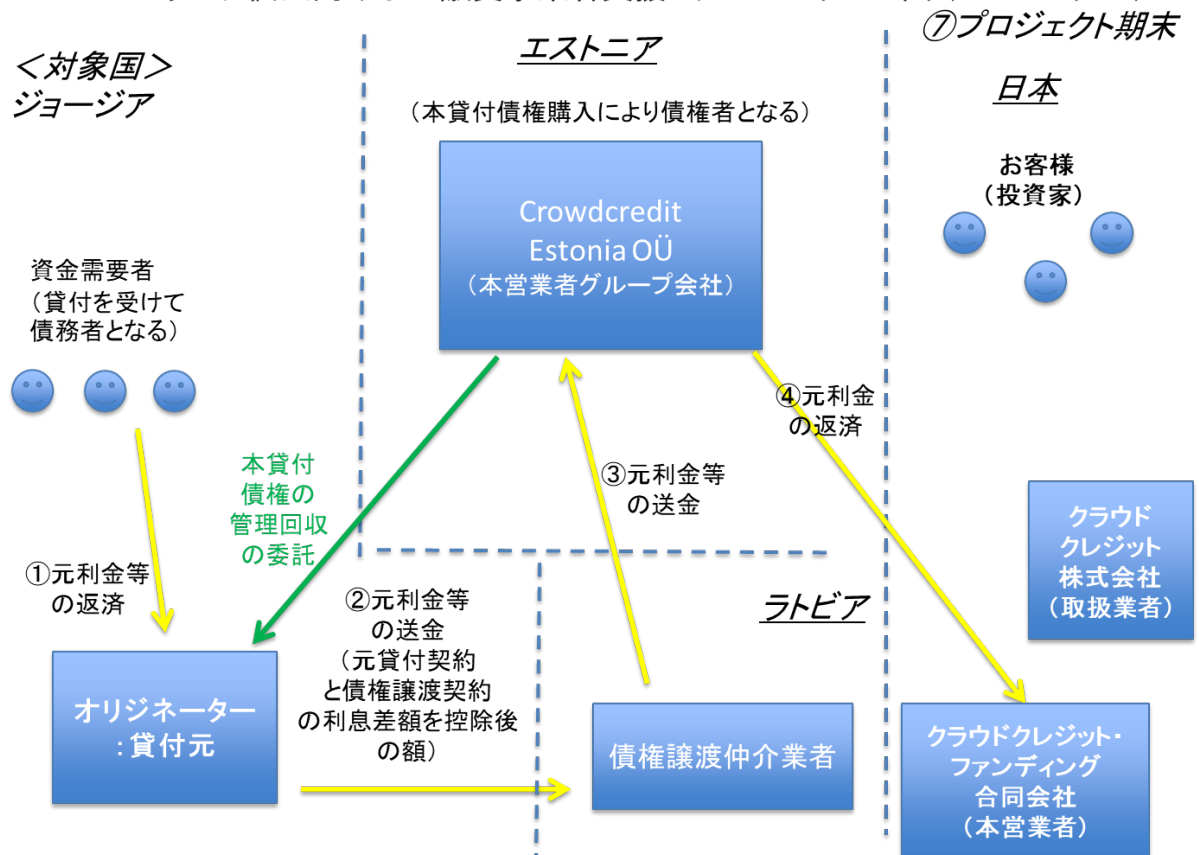 ⑦プロジェクト期末
<対象国>
ジョージア
エストニア
日本
(本貸付債権購入により債権者となる)
Crowdcredit
Estonia OÜ
(本営業者グループ会社)
お客様
(投資家)
資金需要者
(貸付を受けて
債務者となる)
①元利金等
の返済
本貸付
債権の
管理回収
の委託
②元利金等
の送金
(元貸付契約
と債権譲渡契約
の利息差額を控除後
の額)
③元利金等
の送金
④元利金
の返済
ラトビア
オリジネーター
:貸付元
債権譲渡仲介業者
クラウド
クレジット
株式会社
(取扱業者)
クラウドクレジット・
ファンディング
合同会社
(本営業者)